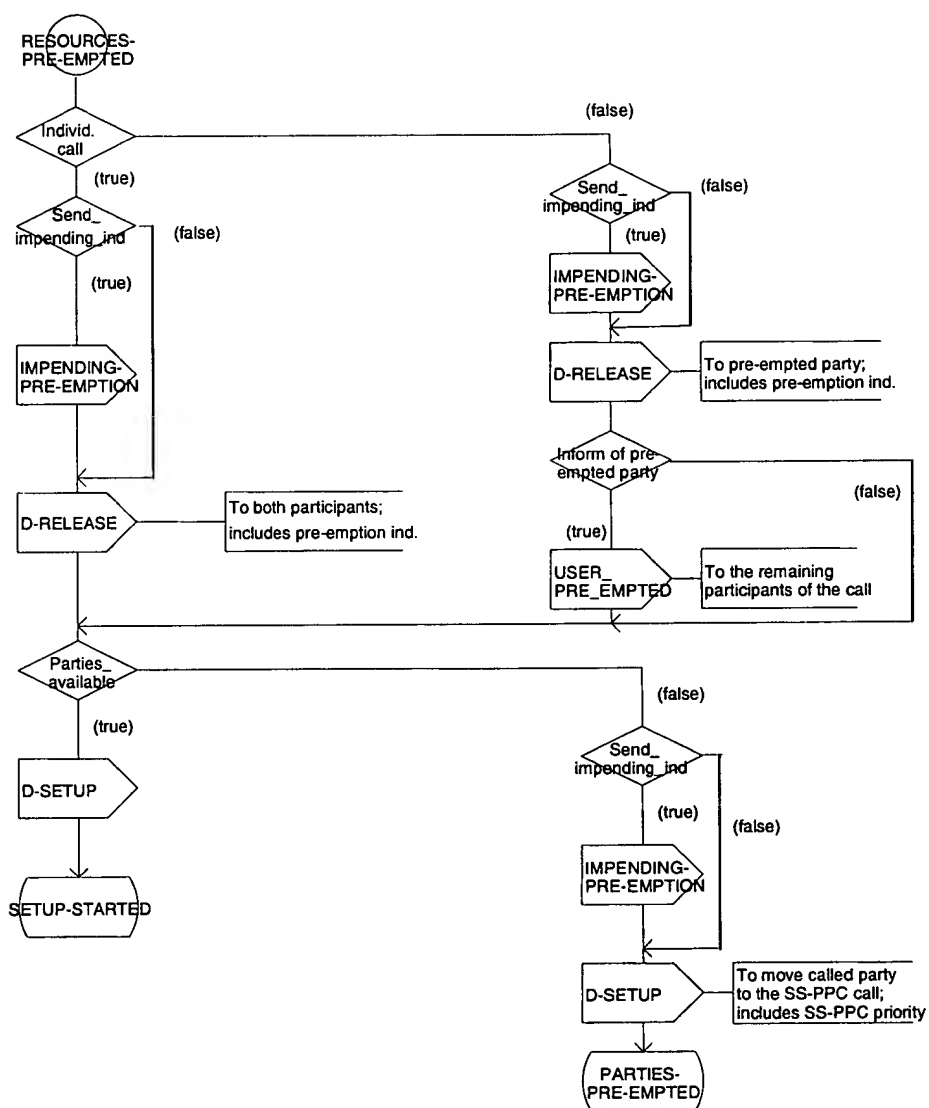 RESOURCES-
PRE-EMPTED
Individ.
call
(false)
(true)
Send_
impending_ind
(false)
(true)
IMPENDING-
PRE-EMPTION
D-RELEASE
To both participants;
includes pre-emption ind.
Send_
impending_ind
(false)
(true)
IMPENDING-
PRE-EMPTION
D-RELEASE
To pre-empted party;
includes pre-emption ind.
Inform of pre-
empted party
(false)
(true)
USER_
PRE_EMPTED
To the remaining
participants of the call
Parties_
available
(true)
D-SETUP
SETUP-STARTED
(false)
Send_
impending_ind
(true)
(false)
IMPENDING-
PRE-EMPTION
D-SETUP
To move called party
to the SS-PPC call;
includes SS-PPC priority
PARTIES-
PRE-EMPTED